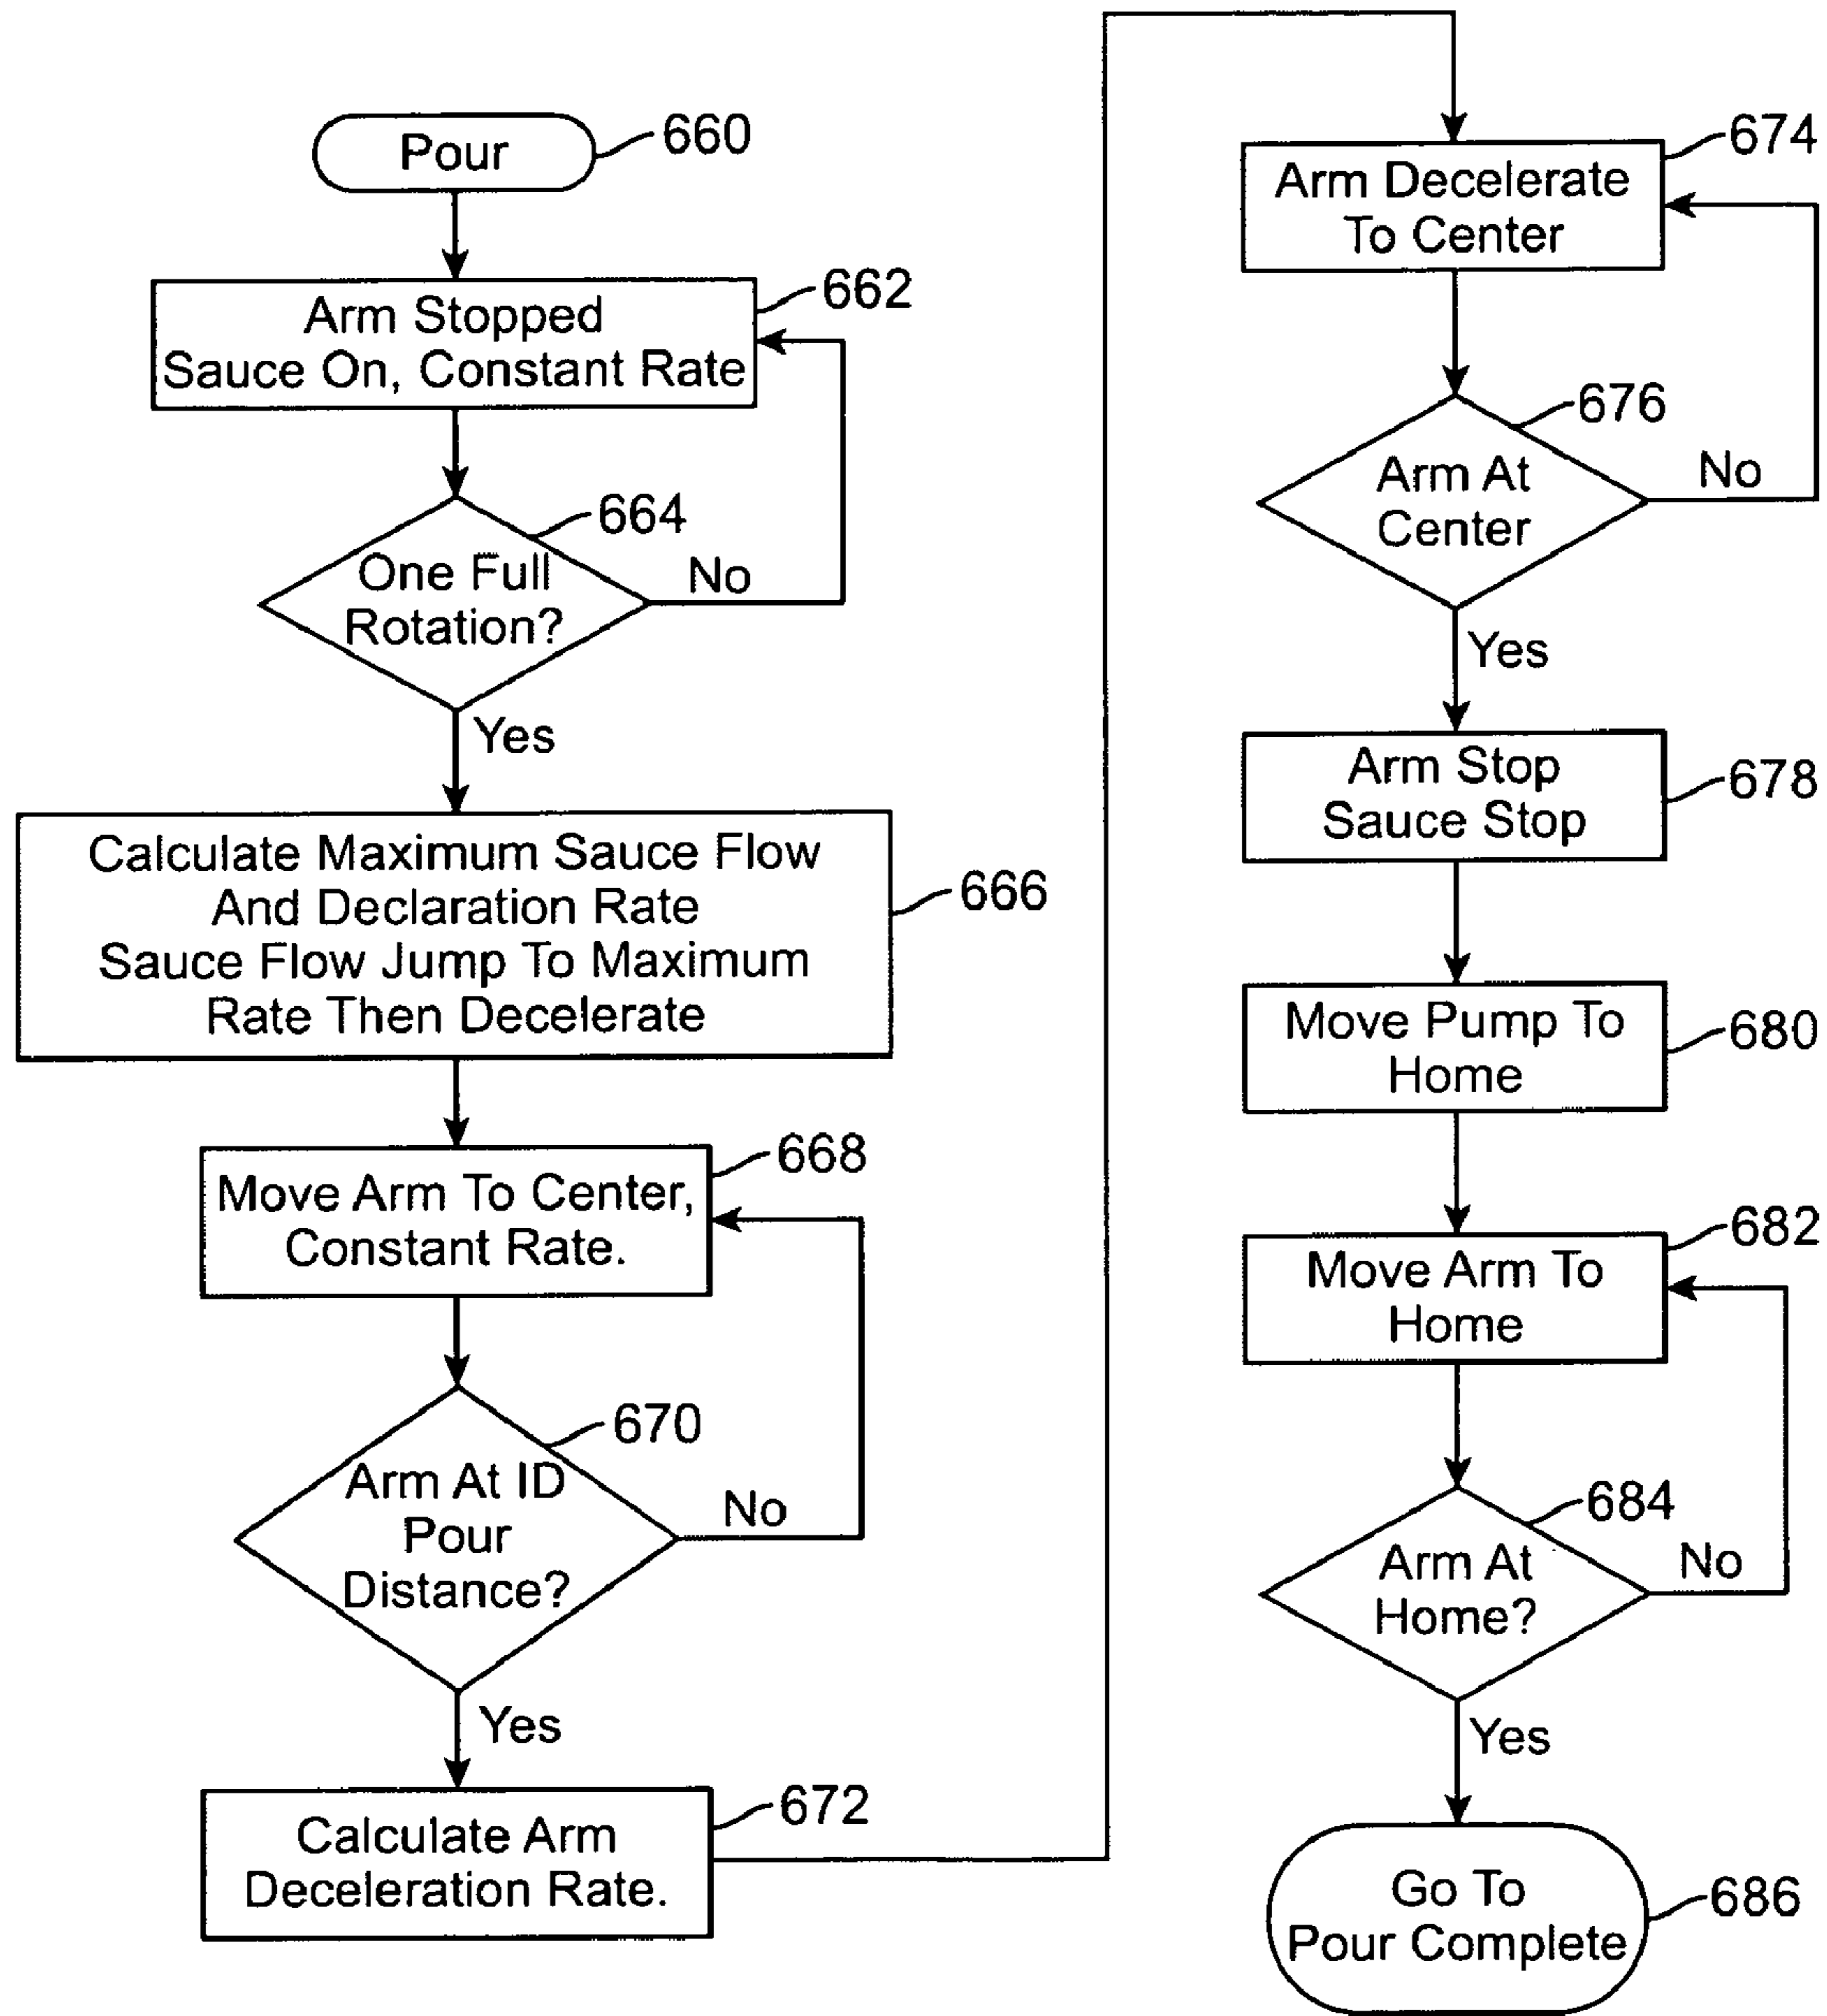 Pour
660
Arm Stopped
Sauce On, Constant Rate
662
One Full
Rotation?
664
No
Yes
Calculate Maximum Sauce Flow
And Declaration Rate
Sauce Flow Jump To Maximum
Rate Then Decelerate
666
Move Arm To Center,
Constant Rate.
668
Arm At ID
Pour
Distance?
670
No
Yes
Calculate Arm
Deceleration Rate.
672
Arm Decelerate
To Center
674
Arm At
Center
676
No
Yes
Arm Stop
Sauce Stop
678
Move Pump To
Home
680
Move Arm To
Home
682
Arm At
Home?
684
No
Yes
Go To
Pour Complete
686